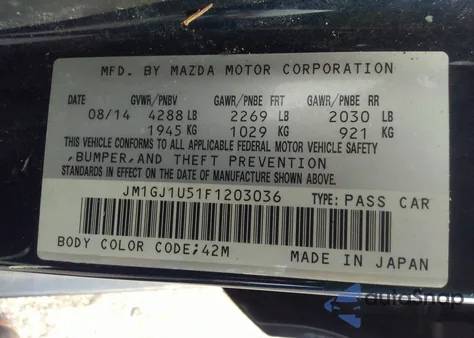 MFD. BY MAZDA MOTOR CORPORATION
DATE GVWR/PNBV GAWR/PNBE FRT GAWR/PNBE RR
08/14 4288 LB 2269 LB 2030 LB
1945 KG 1029 KG 921 KG
THIS VEHICLE CONFORMS TO ALL APPLICABLE FEDERAL MOTOR VEHICLE SAFETY
,BUMPER,AND THEFT PREVENTION
STANDARDS IN EFFECT ON THE DATE OF MANUFACTURE SHOWN ABOVE.
JM1GJ1U51F1203036 TYPE: PASS CAR
BODY COLOR CODE;42M
MADE IN JAPAN
autoSnap